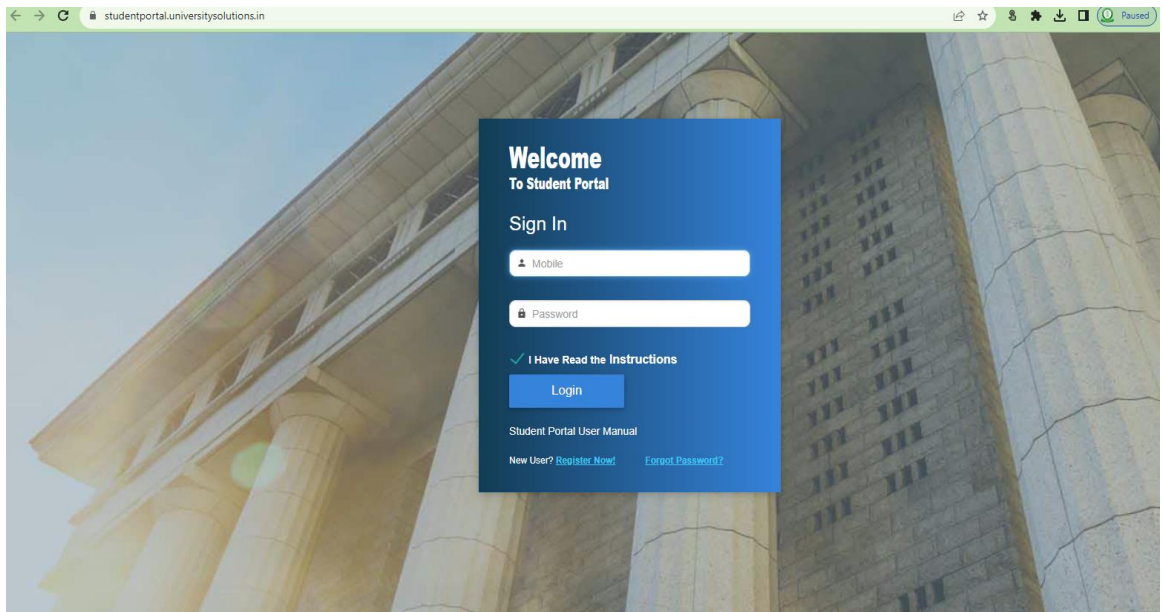 studentportal.universitysolutions.in
Paused
Welcome
To Student Portal
Sign In
Mobile
Password
I Have Read the Instructions
Login
Student Portal User Manual
New User? Register Now! Forgot Password?